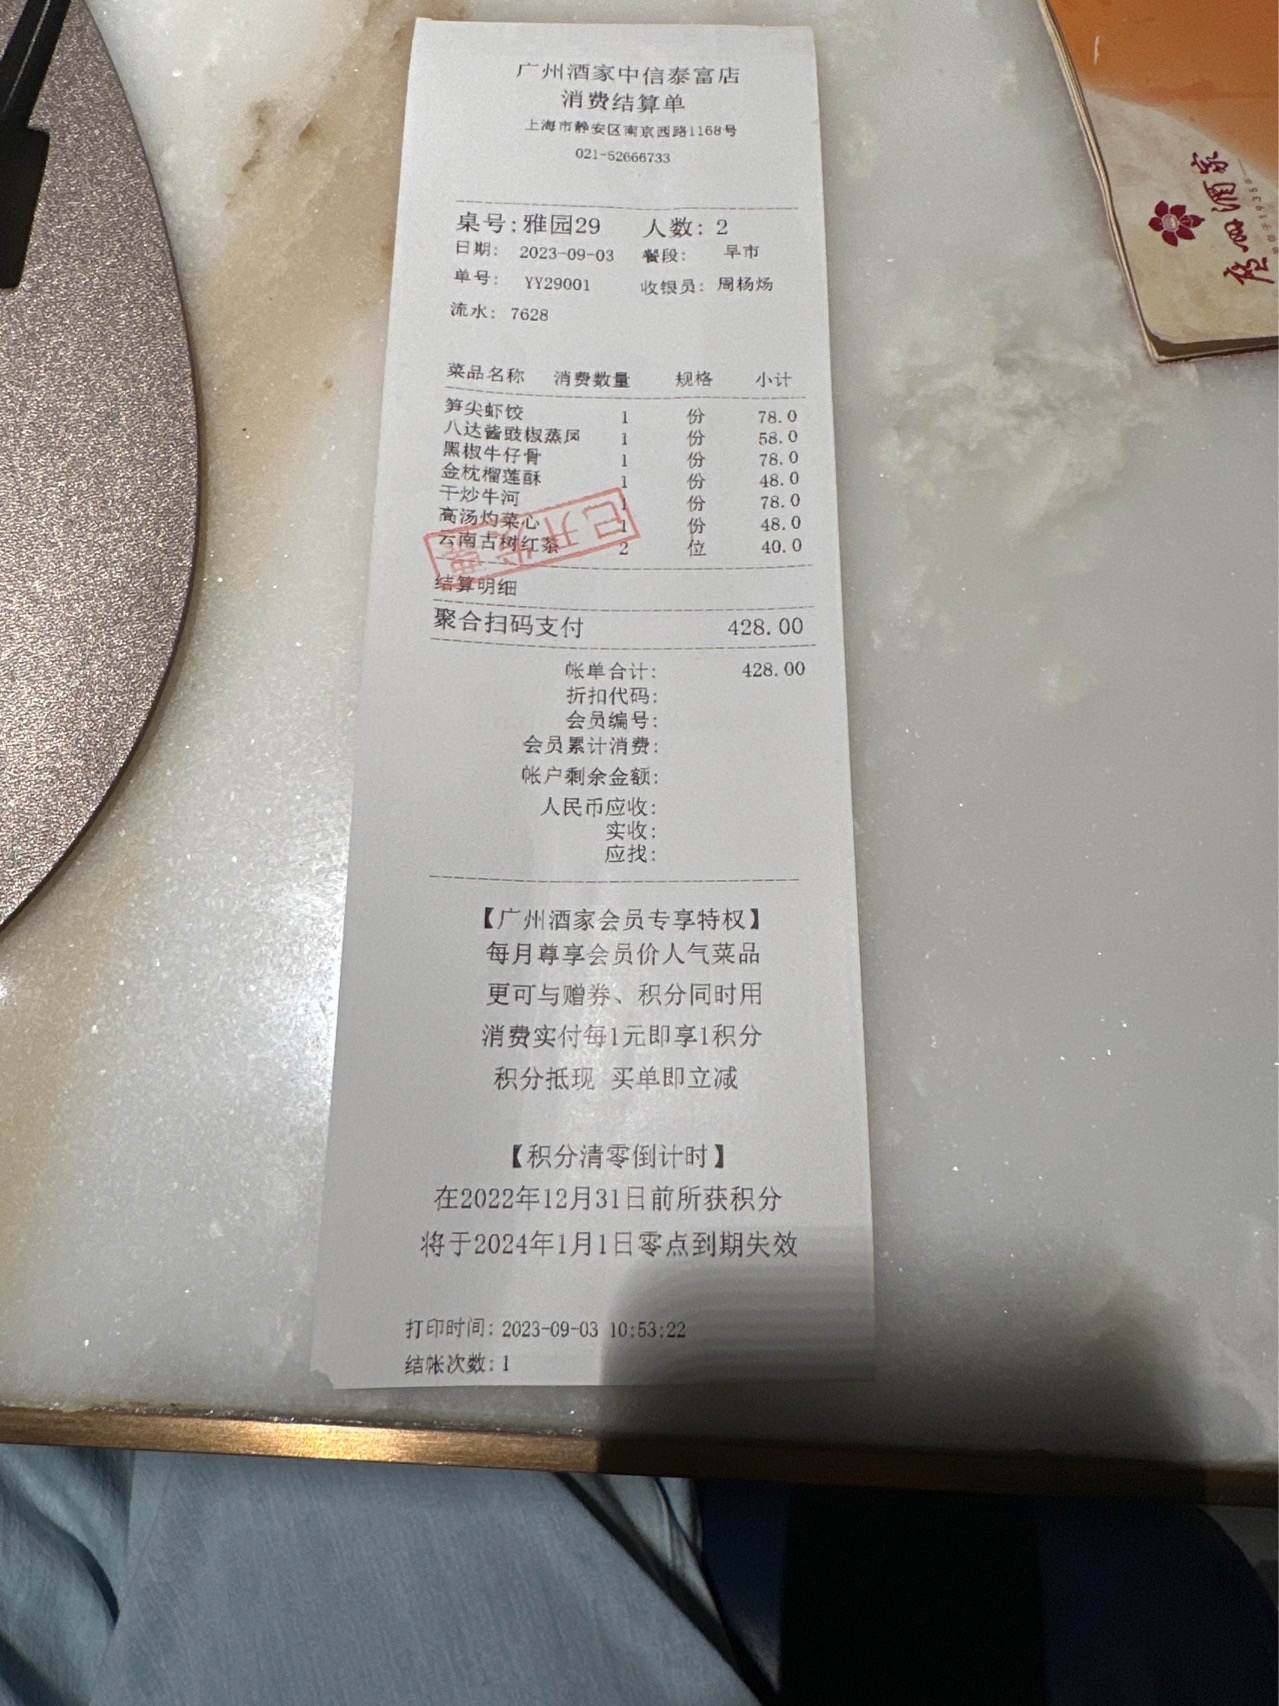 广州酒家中信泰富店
消费结算单
上海市静安区南京西路1168号
021-52666733
桌号:雅园29 人数: 2
日期: 2023-09-03 餐段: 早市
单号: YY29001 收银员: 周杨炀
流水: 7628
菜品名称 消费数量 规格 小计
笋尖虾饺 1 份 78.0
八达酱豉椒蒸凤 1 份 58.0
黑椒牛仔骨 1 份 78.0
金枕榴莲酥 1 份 48.0
干炒牛河 1 份 78.0
高汤灼菜心 1 份 48.0
云南古树红茶 2 位 40.0
已开发票
结算明细
聚合扫码支付 428.00
帐单合计: 428.00
折扣代码:
会员编号:
会员累计消费:
帐户剩余金额:
人民币应收:
实收:
应找:
【广州酒家会员专享特权】
每月尊享会员价人气菜品
更可与赠券、积分同时用
消费实付每1元即享1积分
积分抵现 买单即立减
【积分清零倒计时】
在2022年12月31日前所获积分
将于2024年1月1日零点到期失效
打印时间: 2023-09-03 10:53:22
结帐次数: 1
广州酒家